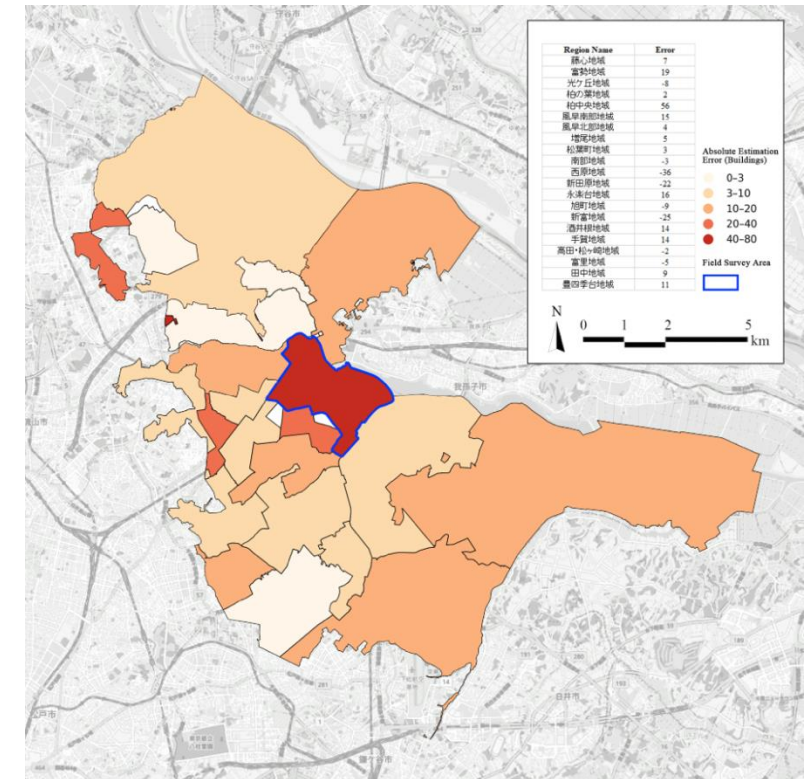 Region Name Error
藤心地域 7
富勢地域 19
光ケ丘地域 -8
柏の葉地域 2
柏中央地域 56
風早南部地域 15
風早北部地域 4
増尾地域 5
松葉町地域 3
南部地域 -3
西原地域 -36
新田原地域 -22
永楽台地域 16
旭町地域 -9
新富地域 -25
酒井根地域 14
手賀地域 14
高田・松ヶ崎地域 -2
富里地域 -5
田中地域 9
豊四季台地域 11
Absolute Estimation
Error (Buildings)
0–3
3–10
10–20
20–40
40–80
Field Survey Area
N
0 1 2 5
km
我孫子市
白井市